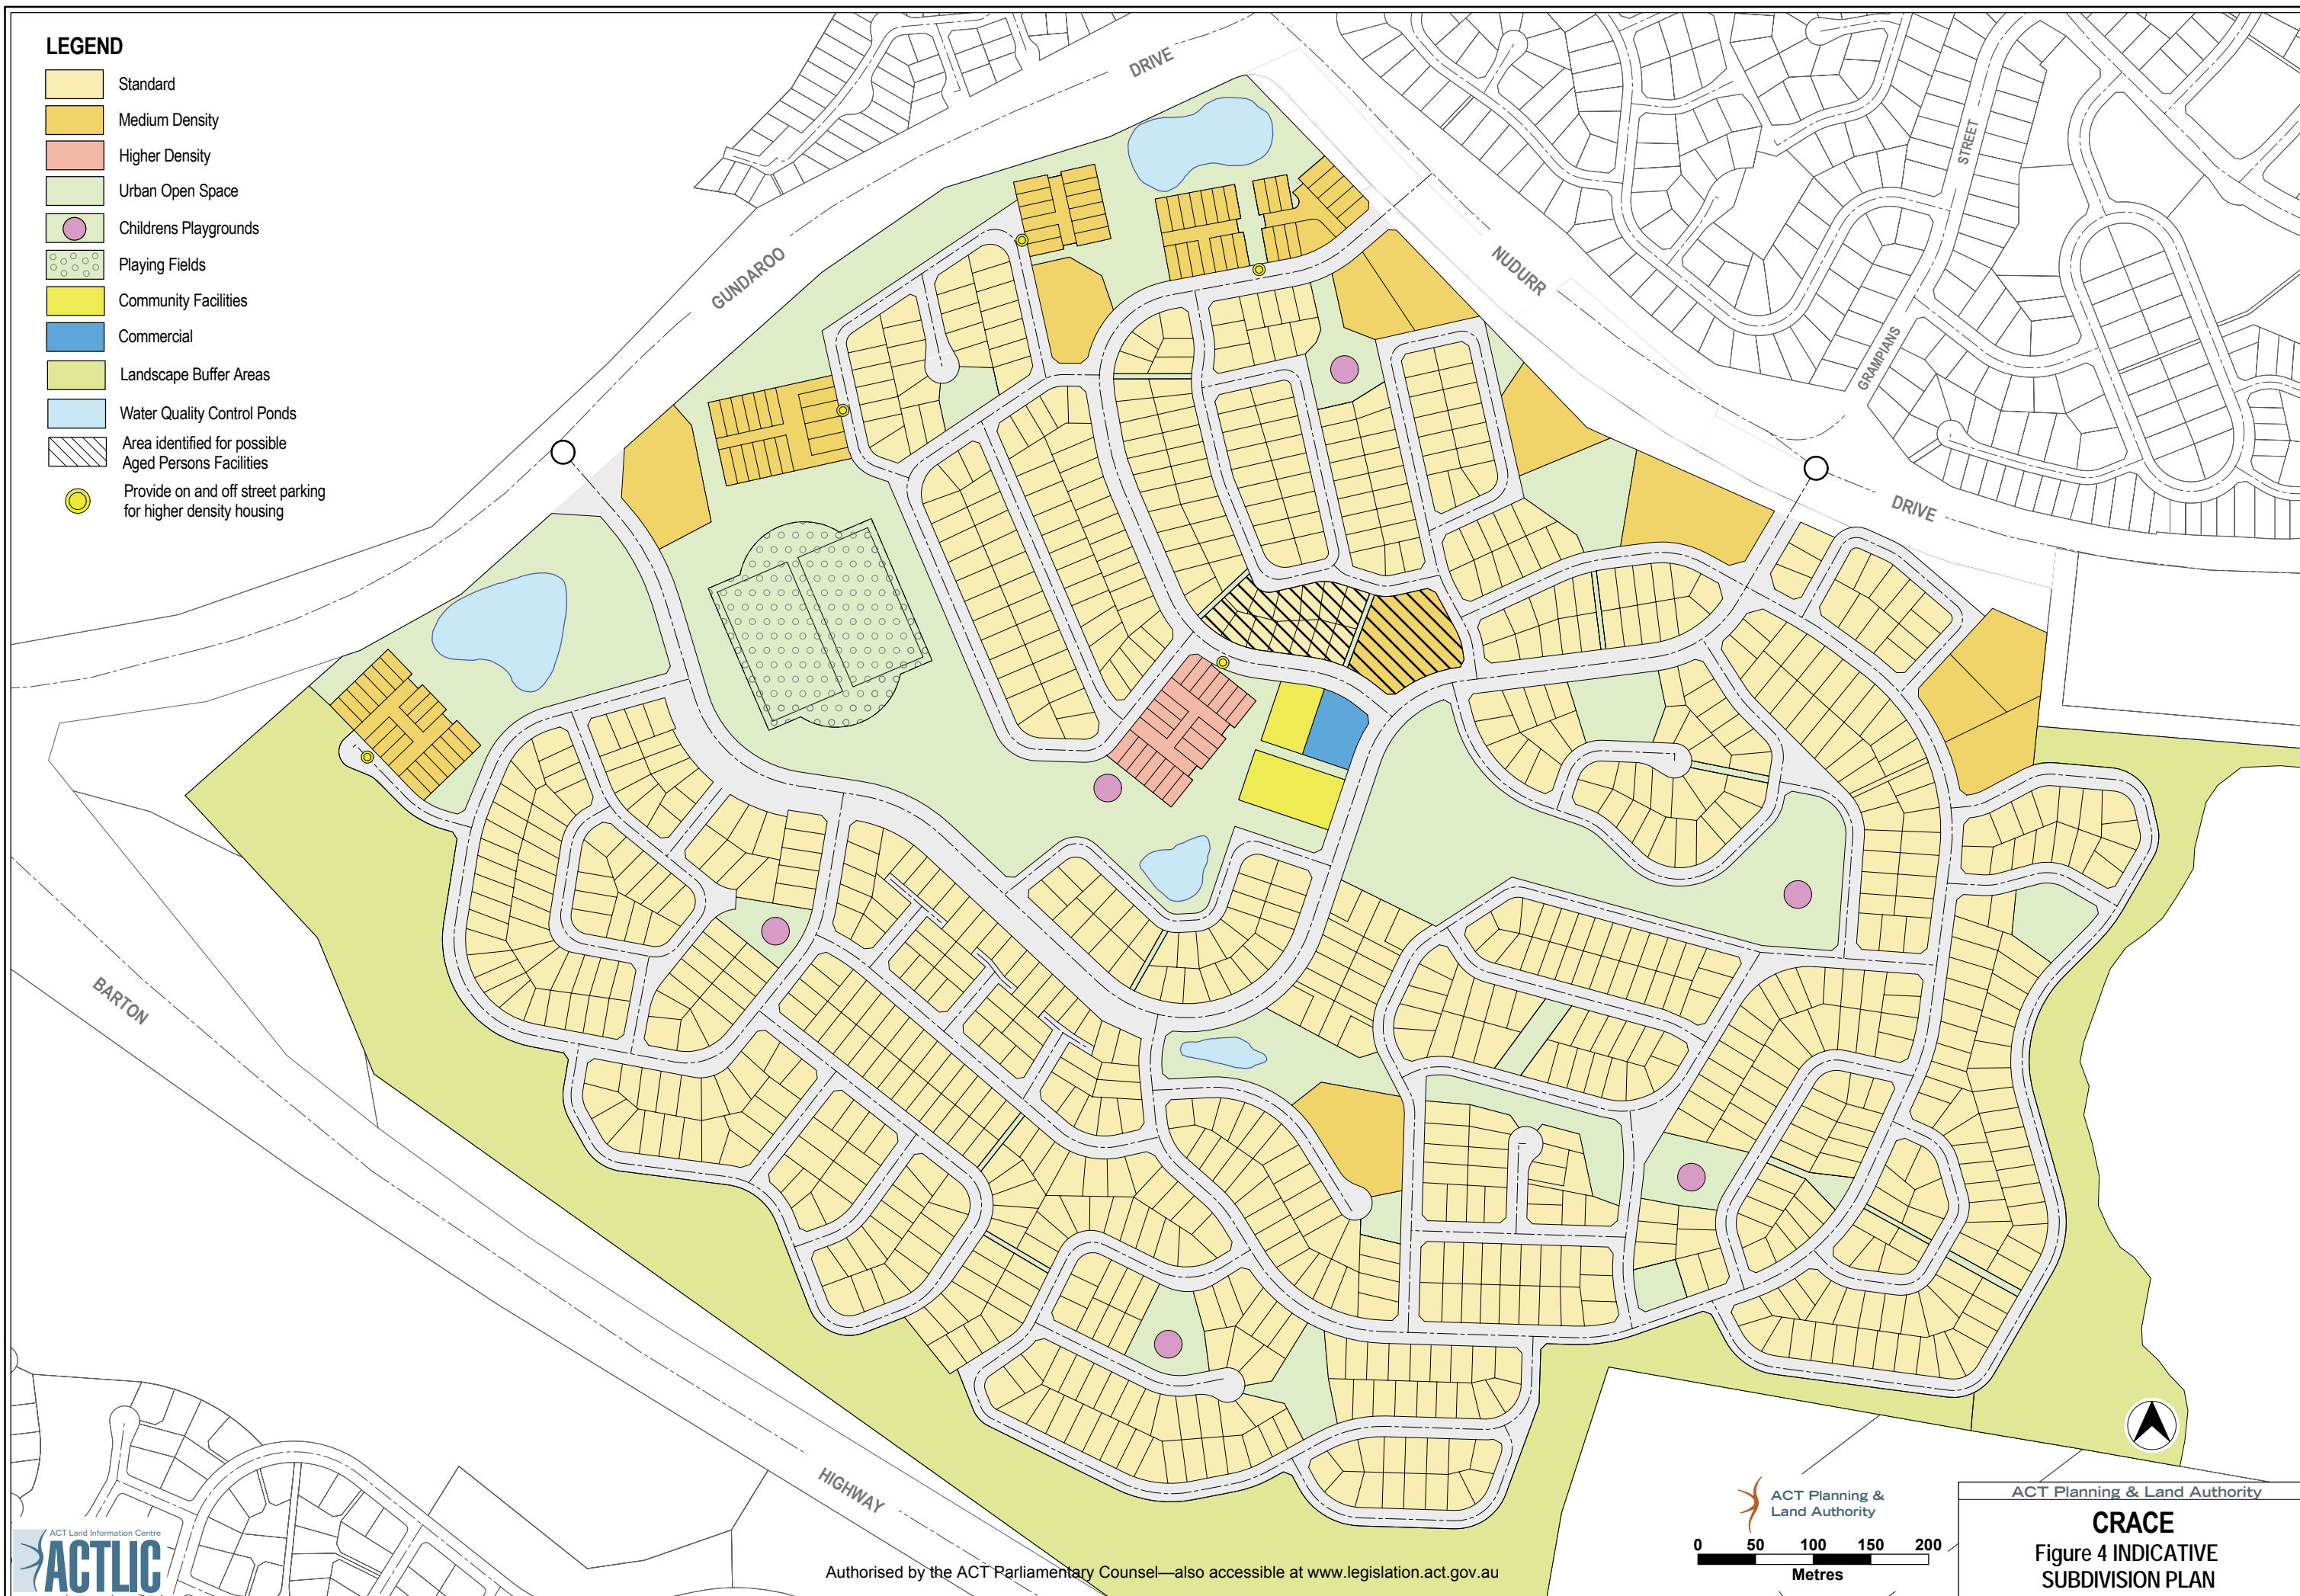 LEGEND
Standard
Medium Density
Higher Density
Urban Open Space
Childrens Playgrounds
Playing Fields
Community Facilities
Commercial
Landscape Buffer Areas
Water Quality Control Ponds
Area identified for possible
Aged Persons Facilities
Provide on and off street parking
for higher density housing
DRIVE
GUNDAROO
NUDURR
STREET
GRAMPIANS
DRIVE
BARTON
HIGHWAY
ACT Land Information Centre
ACTLIC
Authorised by the ACT Parliamentary Counsel—also accessible at www.legislation.act.gov.au
ACT Planning &
Land Authority
0 50 100 150 200
Metres
ACT Planning & Land Authority
CRACE
Figure 4 INDICATIVE
SUBDIVISION PLAN